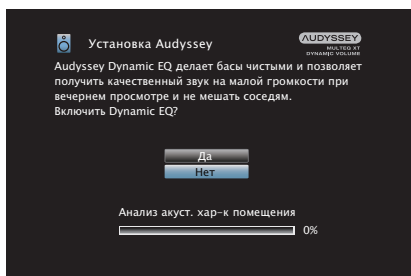 Установка Audyssey
AUDYSSEY
MULTEQ XT
DYNAMIC VOLUME
Audyssey Dynamic EQ делает басы чистыми и позволяет
получить качественный звук на малой громкости при
вечернем просмотре и не мешать соседям.
Включить Dynamic EQ?
Да
Нет
Анализ акуст. хар-к помещения
0%